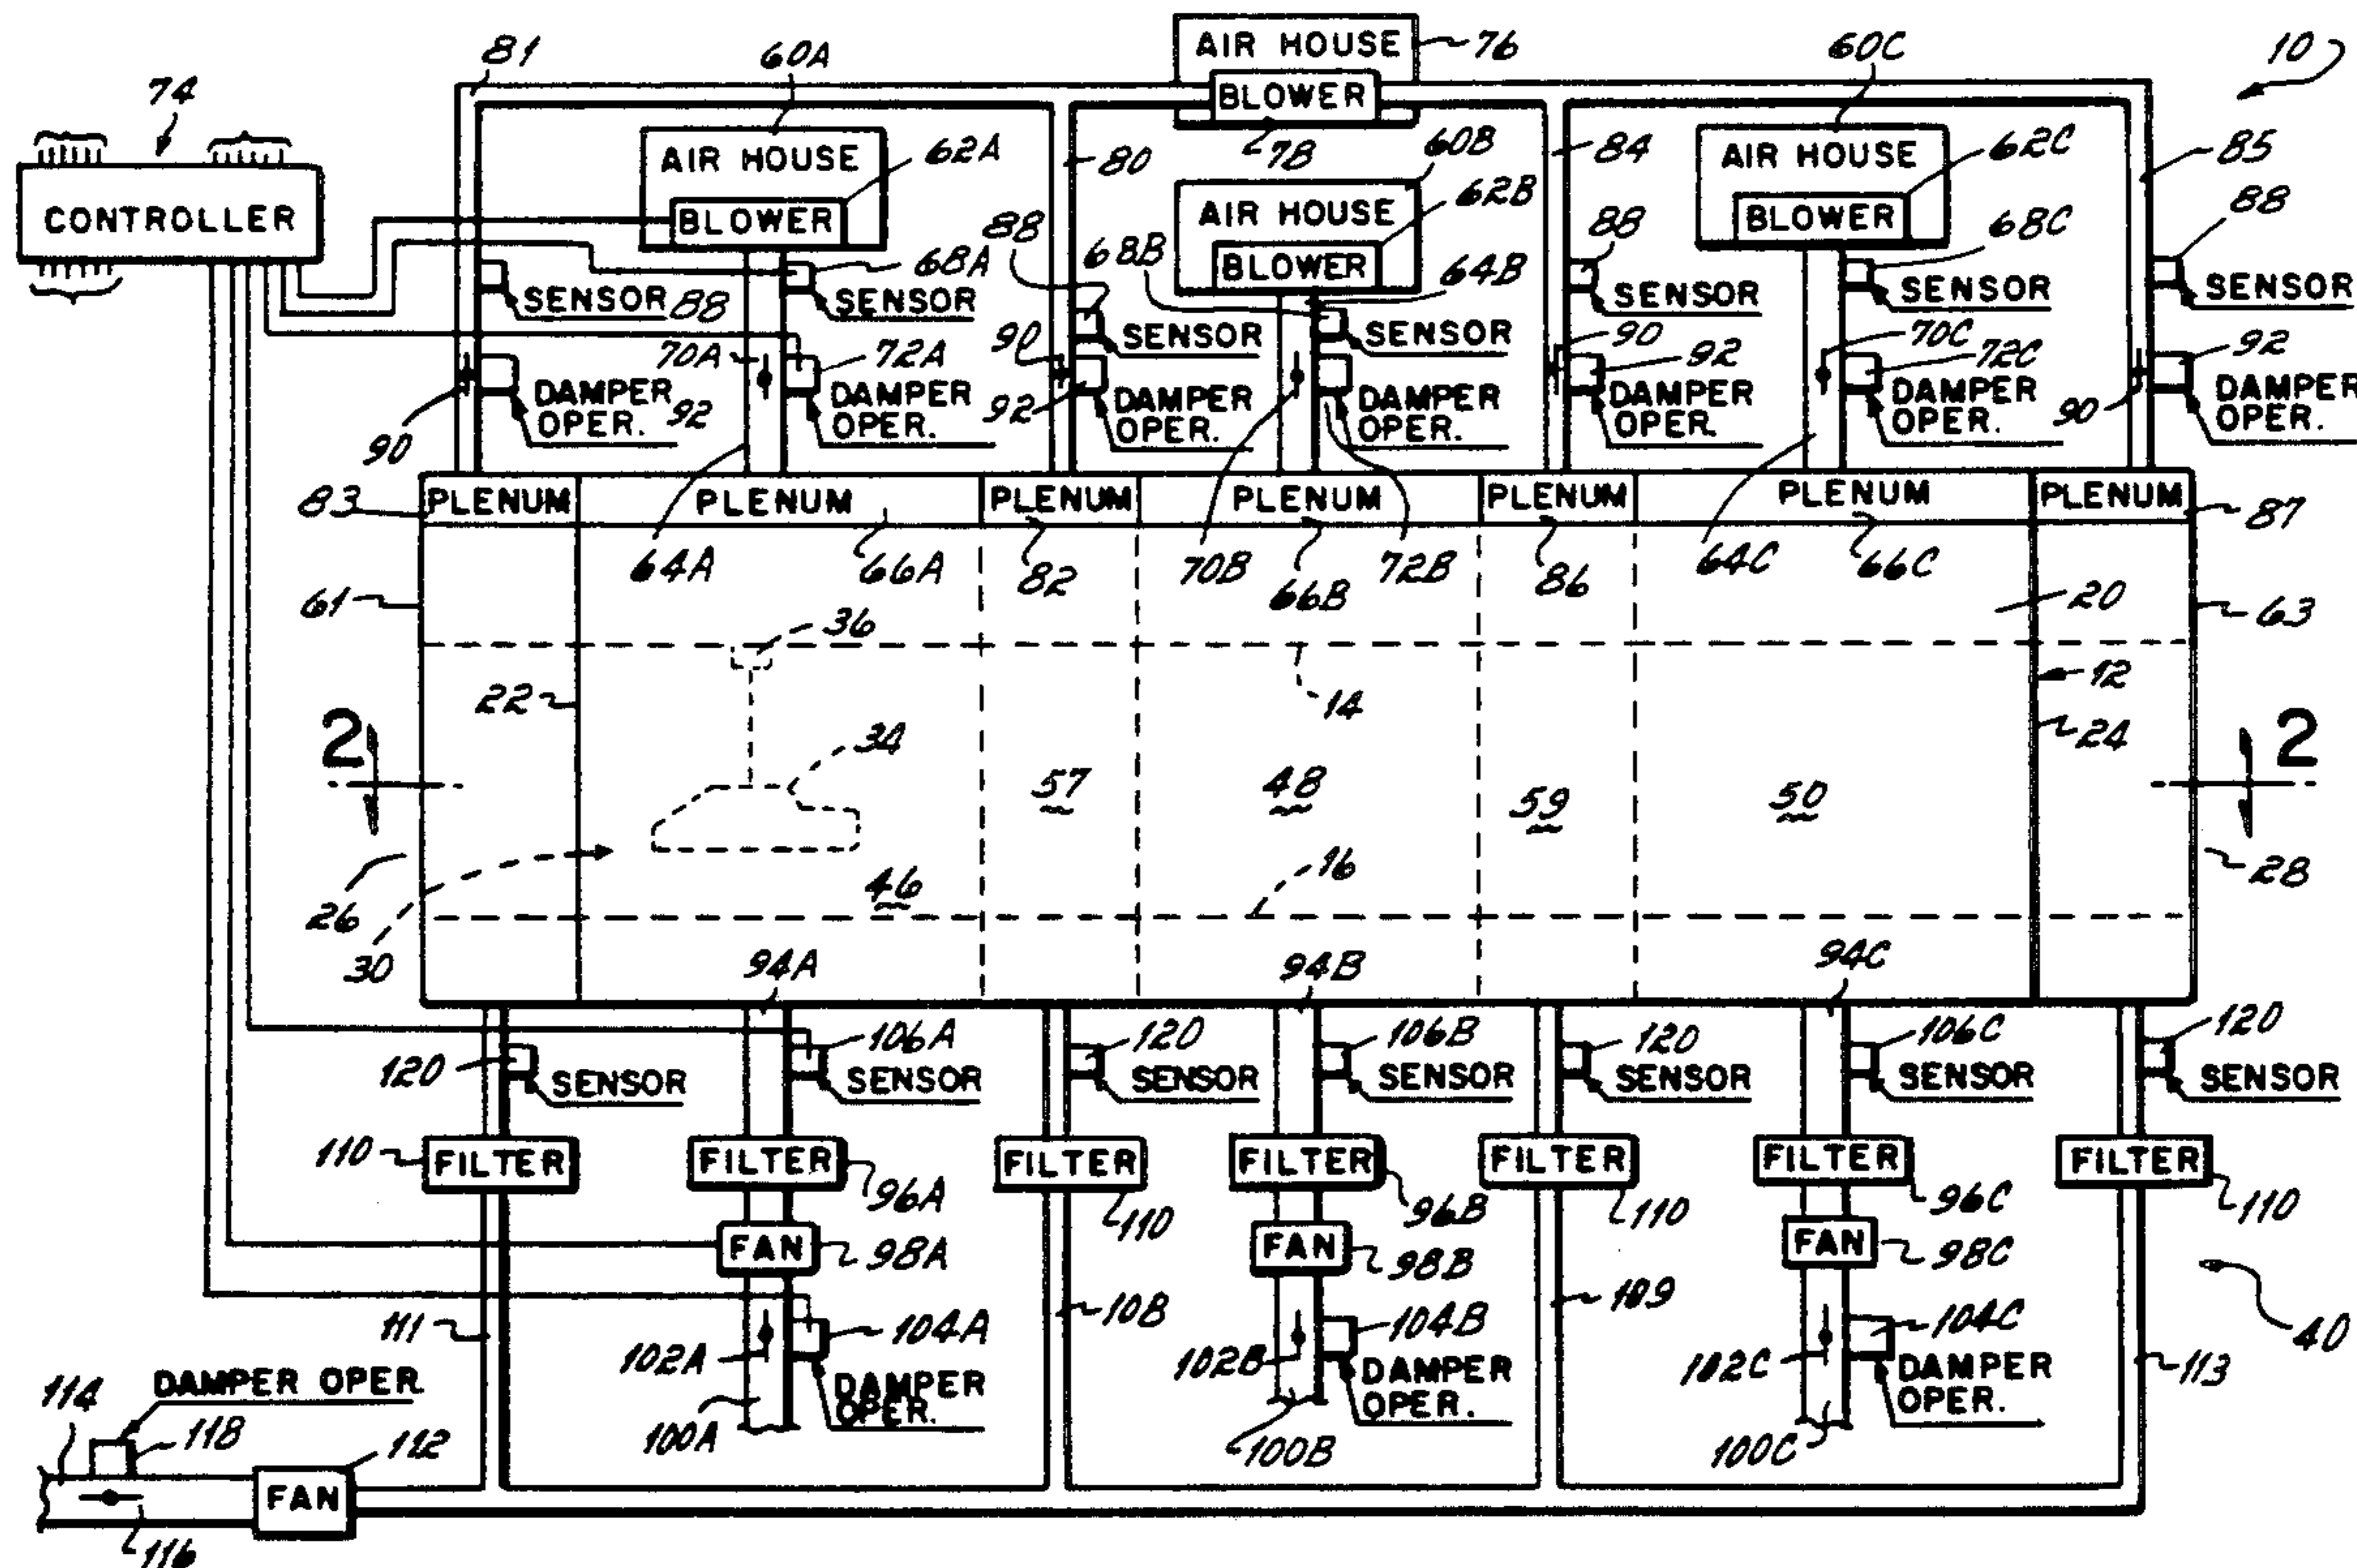 81
60A
AIR HOUSE
76
60C
10
74
BLOWER
AIR HOUSE
62A
80
78
60B
84
AIR HOUSE
62C
85
CONTROLLER
BLOWER
88
AIR HOUSE
62B
88
BLOWER
68C
88
68A
68B
BLOWER
64B
SENSOR
88
SENSOR
SENSOR
SENSOR
SENSOR
SENSOR
SENSOR
70A
72A
90
90
92
70C
72C
92
DAMPER
OPER.
92
DAMPER
OPER.
92
DAMPER
OPER.
DAMPER
OPER.
DAMPER
OPER.
DAMPER
OPER.
90
DAMPER
OPER.
90
83
PLENUM
PLENUM
PLENUM
PLENUM
PLENUM
PLENUM
PLENUM
87
64A
66A
82
70B
66B
72B
86
64C
66C
61
36
20
63
22
14
12
2
34
24
2
57
48
59
50
26
46
16
28
30
94A
94B
94C
120
106A
120
106B
120
106C
120
SENSOR
SENSOR
SENSOR
SENSOR
SENSOR
SENSOR
SENSOR
110
FILTER
FILTER
FILTER
FILTER
FILTER
FILTER
FILTER
96A
110
96B
110
96C
110
FAN
98A
FAN
98B
FAN
98C
111
102A
104A
108
102B
104B
109
102C
104C
40
113
114
DAMPER OPER.
DAMPER
OPER.
DAMPER
OPER.
DAMPER
OPER.
118
112
100A
100B
100C
FAN
116